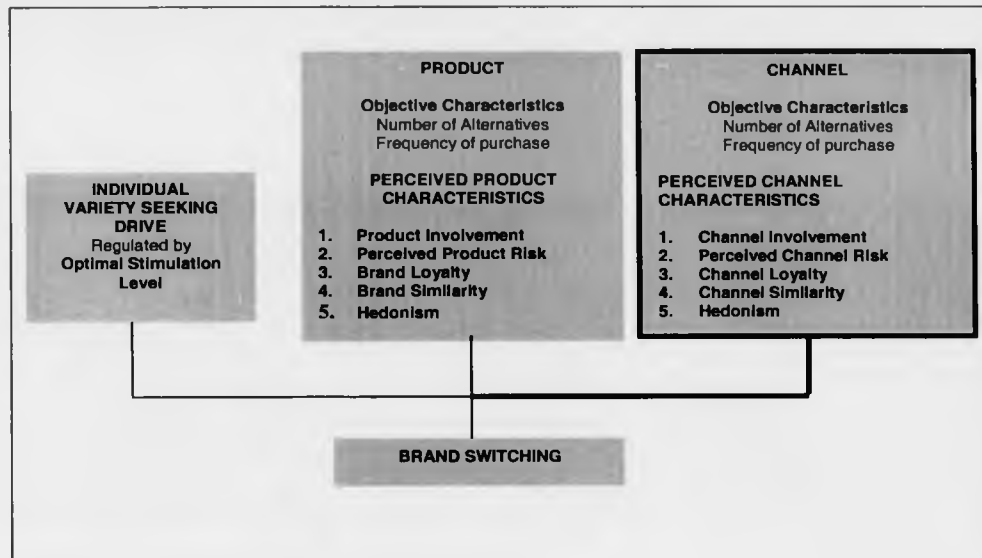 INDIVIDUAL
VARIETY SEEKING
DRIVE
Regulated by
Optimal Stimulation
Level
PRODUCT
Objective Characteristics
Number of Alternatives
Frequency of purchase
PERCEIVED PRODUCT
CHARACTERISTICS
1. Product Involvement
2. Perceived Product Risk
3. Brand Loyalty
4. Brand Similarity
5. Hedonism
CHANNEL
Objective Characteristics
Number of Alternatives
Frequency of purchase
PERCEIVED CHANNEL
CHARACTERISTICS
1. Channel Involvement
2. Perceived Channel Risk
3. Channel Loyalty
4. Channel Similarity
5. Hedonism
BRAND SWITCHING